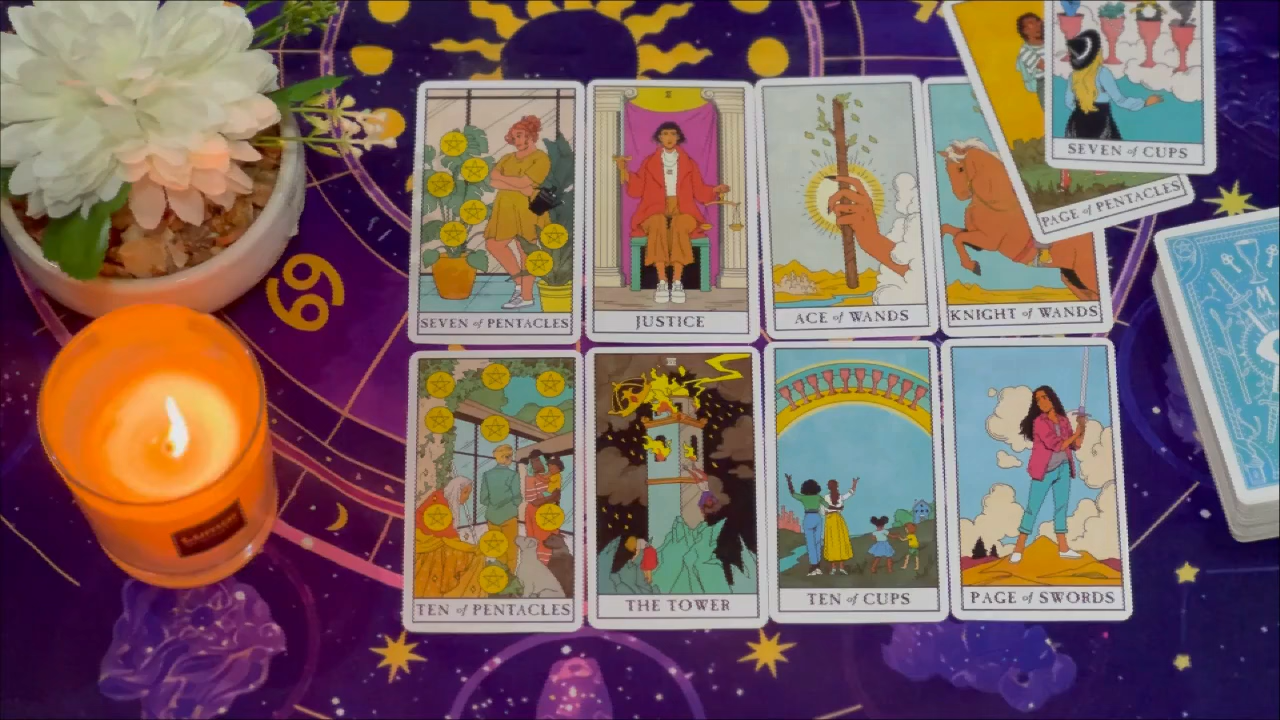 SEVEN of CUPS
PAGE of PENTACLES
SEVEN of PENTACLES
JUSTICE
ACE of WANDS
KNIGHT of WANDS
TEN of PENTACLES
THE TOWER
TEN of CUPS
PAGE of SWORDS